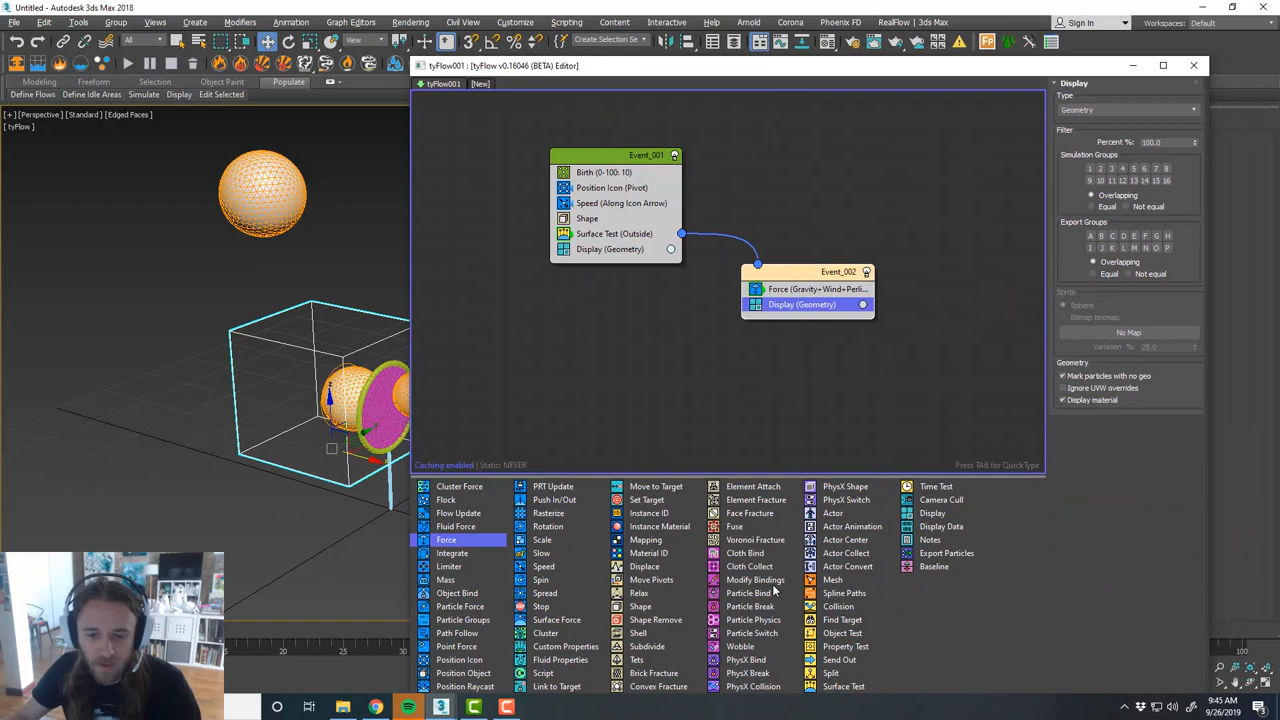 Untitled - Autodesk 3ds Max 2018
File Edit Tools Group Views Create Modifiers Animation Graph Editors Rendering Civil View Customize Scripting Content Interactive Arnold Corona Phoenix FD RealFlow | 3ds Max Sign In Workspaces: Default
All View Create Selection Se
tyFlow001 : [tyFlow v0.16046 (BETA) Editor]
Modeling Freeform Selection Object Paint Populate
tyFlow001 [New]
Define Flows Define Idle Areas Simulate Display Edit Selected
[+] [Perspective] [Standard] [Edged Faces]
[tyFlow ]
Event_001
Birth (0-100: 10)
Position Icon (Pivot)
Speed (Along Icon Arrow)
Shape
Surface Test (Outside)
Display (Geometry)
Event_002
Force (Gravity+Wind+Perli...
Display (Geometry)
Caching enabled | Static: NEVER
Press TAB for QuickType
Display
Type
Geometry
Filter
Percent %: 100.0
Simulation Groups
1 2 3 4 5 6 7 8
9 10 11 12 13 14 15 16
Overlapping
Equal Not equal
Export Groups
A B C D E F G H
I J K L M N O P
Overlapping
Equal Not equal
Sprite
Sphere
Bitmap texmap:
No Map
Variation %: 25.0
Geometry
Mark particles with no geo
Ignore UVW overrides
Display material
Cluster Force PRT Update Move to Target Element Attach PhysX Shape Time Test
Flock Push In/Out Set Target Element Fracture PhysX Switch Camera Cull
Flow Update Rasterize Instance ID Face Fracture Actor Display
Fluid Force Rotation Instance Material Fuse Actor Animation Display Data
Force Scale Mapping Voronoi Fracture Actor Center Notes
Integrate Slow Material ID Cloth Bind Actor Collect Export Particles
Limiter Speed Displace Cloth Collect Actor Convert Baseline
Mass Spin Move Pivots Modify Bindings Mesh
Object Bind Spread Relax Particle Bind Spline Paths
Particle Force Stop Shape Particle Break Collision
Particle Groups Surface Force Shape Remove Particle Physics Find Target
Path Follow Cluster Shell Particle Switch Object Test
Point Force Custom Properties Subdivide Wobble Property Test
Position Icon Fluid Properties Tets PhysX Bind Send Out
Position Object Script Brick Fracture PhysX Break Split
Position Raycast Link to Target Convex Fracture PhysX Collision Surface Test
25 30 35 100
9:45 AM
9/26/2019